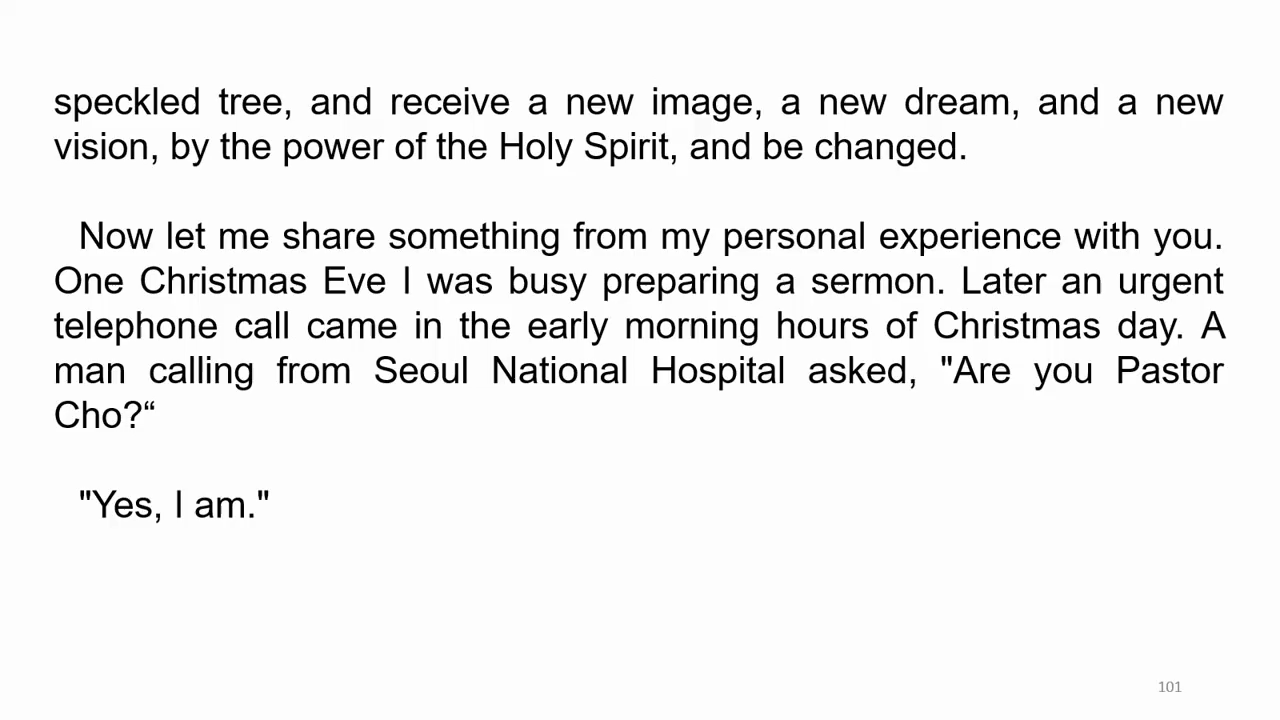 speckled tree, and receive a new image, a new dream, and a new
vision, by the power of the Holy Spirit, and be changed.
Now let me share something from my personal experience with you.
One Christmas Eve I was busy preparing a sermon. Later an urgent
telephone call came in the early morning hours of Christmas day. A
man calling from Seoul National Hospital asked, "Are you Pastor
Cho?“
"Yes, I am."
101